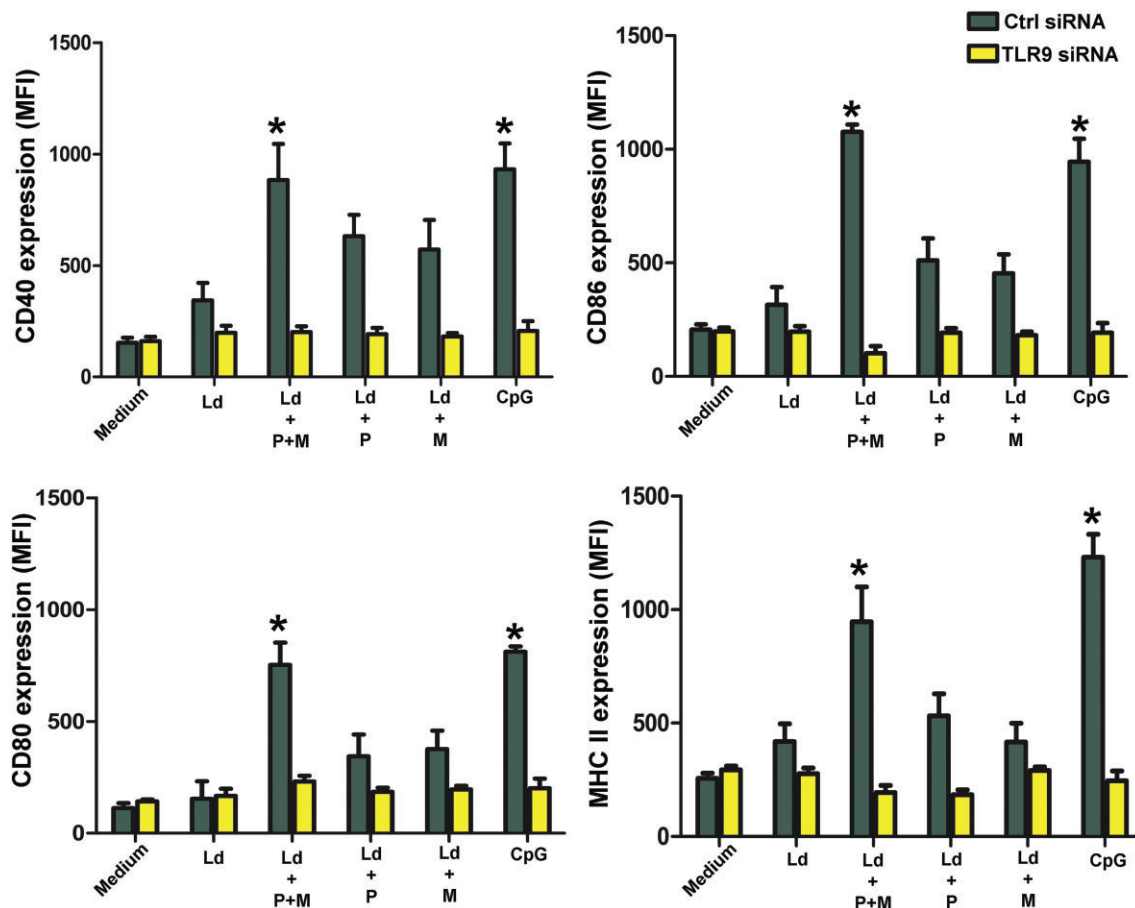 Ctrl siRNA
TLR9 siRNA
CD40 expression (MFI)
1500
1000
500
0
* *
Medium Ld Ld + P+M Ld + P Ld + M CpG
CD86 expression (MFI)
1500
1000
500
0
* *
Medium Ld Ld + P+M Ld + P Ld + M CpG
CD80 expression (MFI)
1500
1000
500
0
* *
Medium Ld Ld + P+M Ld + P Ld + M CpG
MHC II expression (MFI)
1500
1000
500
0
* *
Medium Ld Ld + P+M Ld + P Ld + M CpG